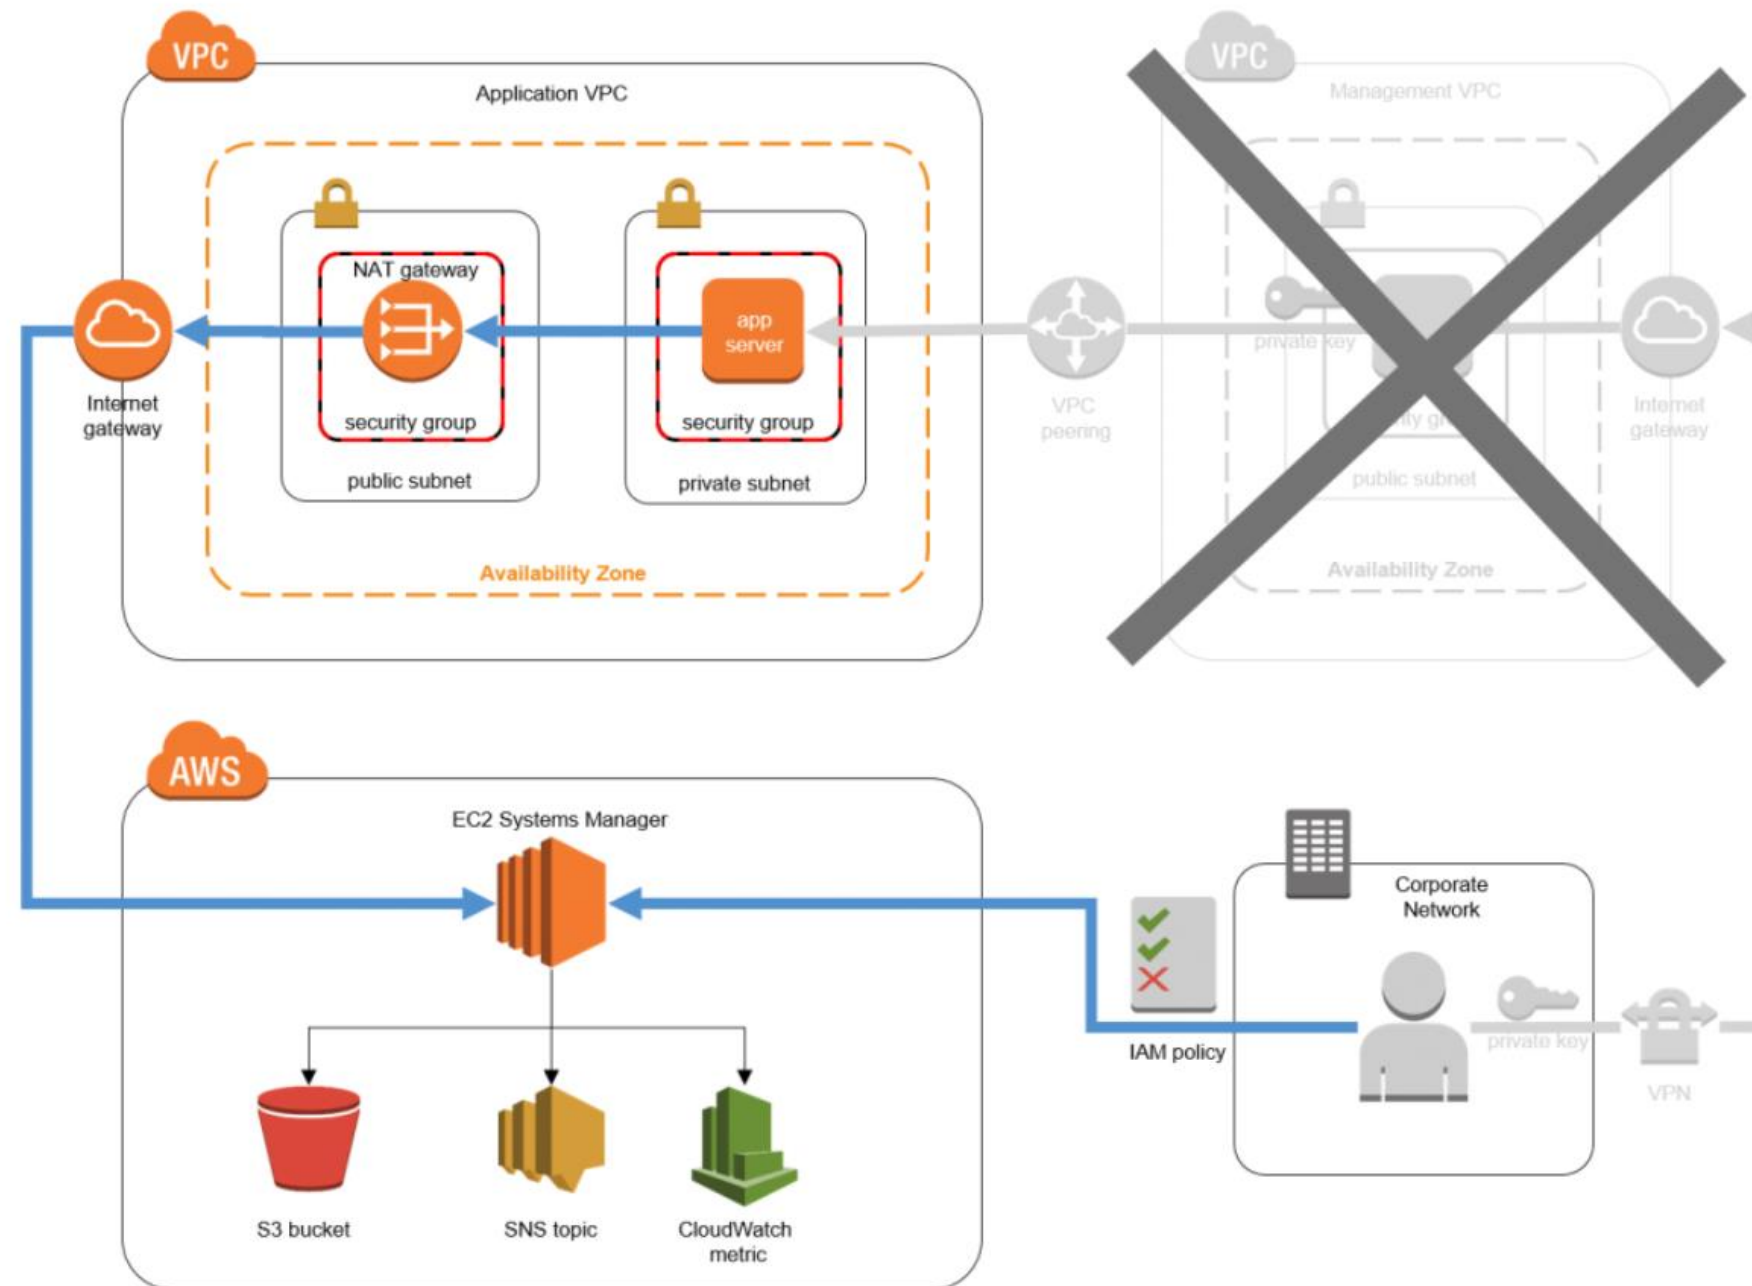 VPC
Application VPC
NAT gateway
security group
public subnet
app
server
security group
private subnet
Availability Zone
Internet
gateway
VPC
peering
VPC
Management VPC
private key
public subnet
Availability Zone
Internet
gateway
AWS
EC2 Systems Manager
S3 bucket
SNS topic
CloudWatch
metric
IAM policy
Corporate
Network
private key
VPN